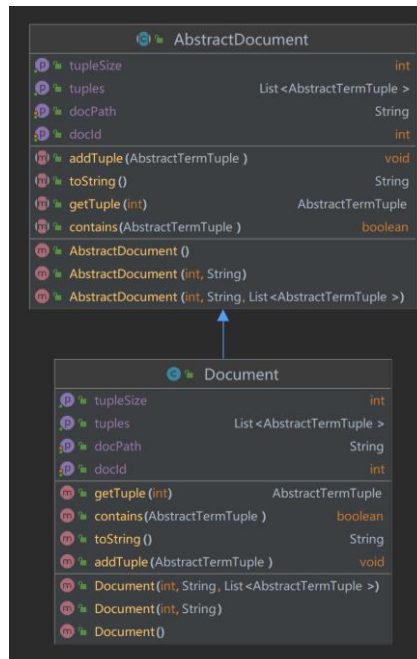 AbstractDocument
tupleSize int
tuples List<AbstractTermTuple >
docPath String
docId int
addTuple(AbstractTermTuple ) void
toString() String
getTuple(int) AbstractTermTuple
contains(AbstractTermTuple ) boolean
AbstractDocument ()
AbstractDocument (int, String)
AbstractDocument (int, String, List<AbstractTermTuple >)
Document
tupleSize int
tuples List<AbstractTermTuple >
docPath String
docId int
getTuple(int) AbstractTermTuple
contains(AbstractTermTuple ) boolean
toString() String
addTuple(AbstractTermTuple ) void
Document(int, String, List<AbstractTermTuple >)
Document(int, String)
Document()